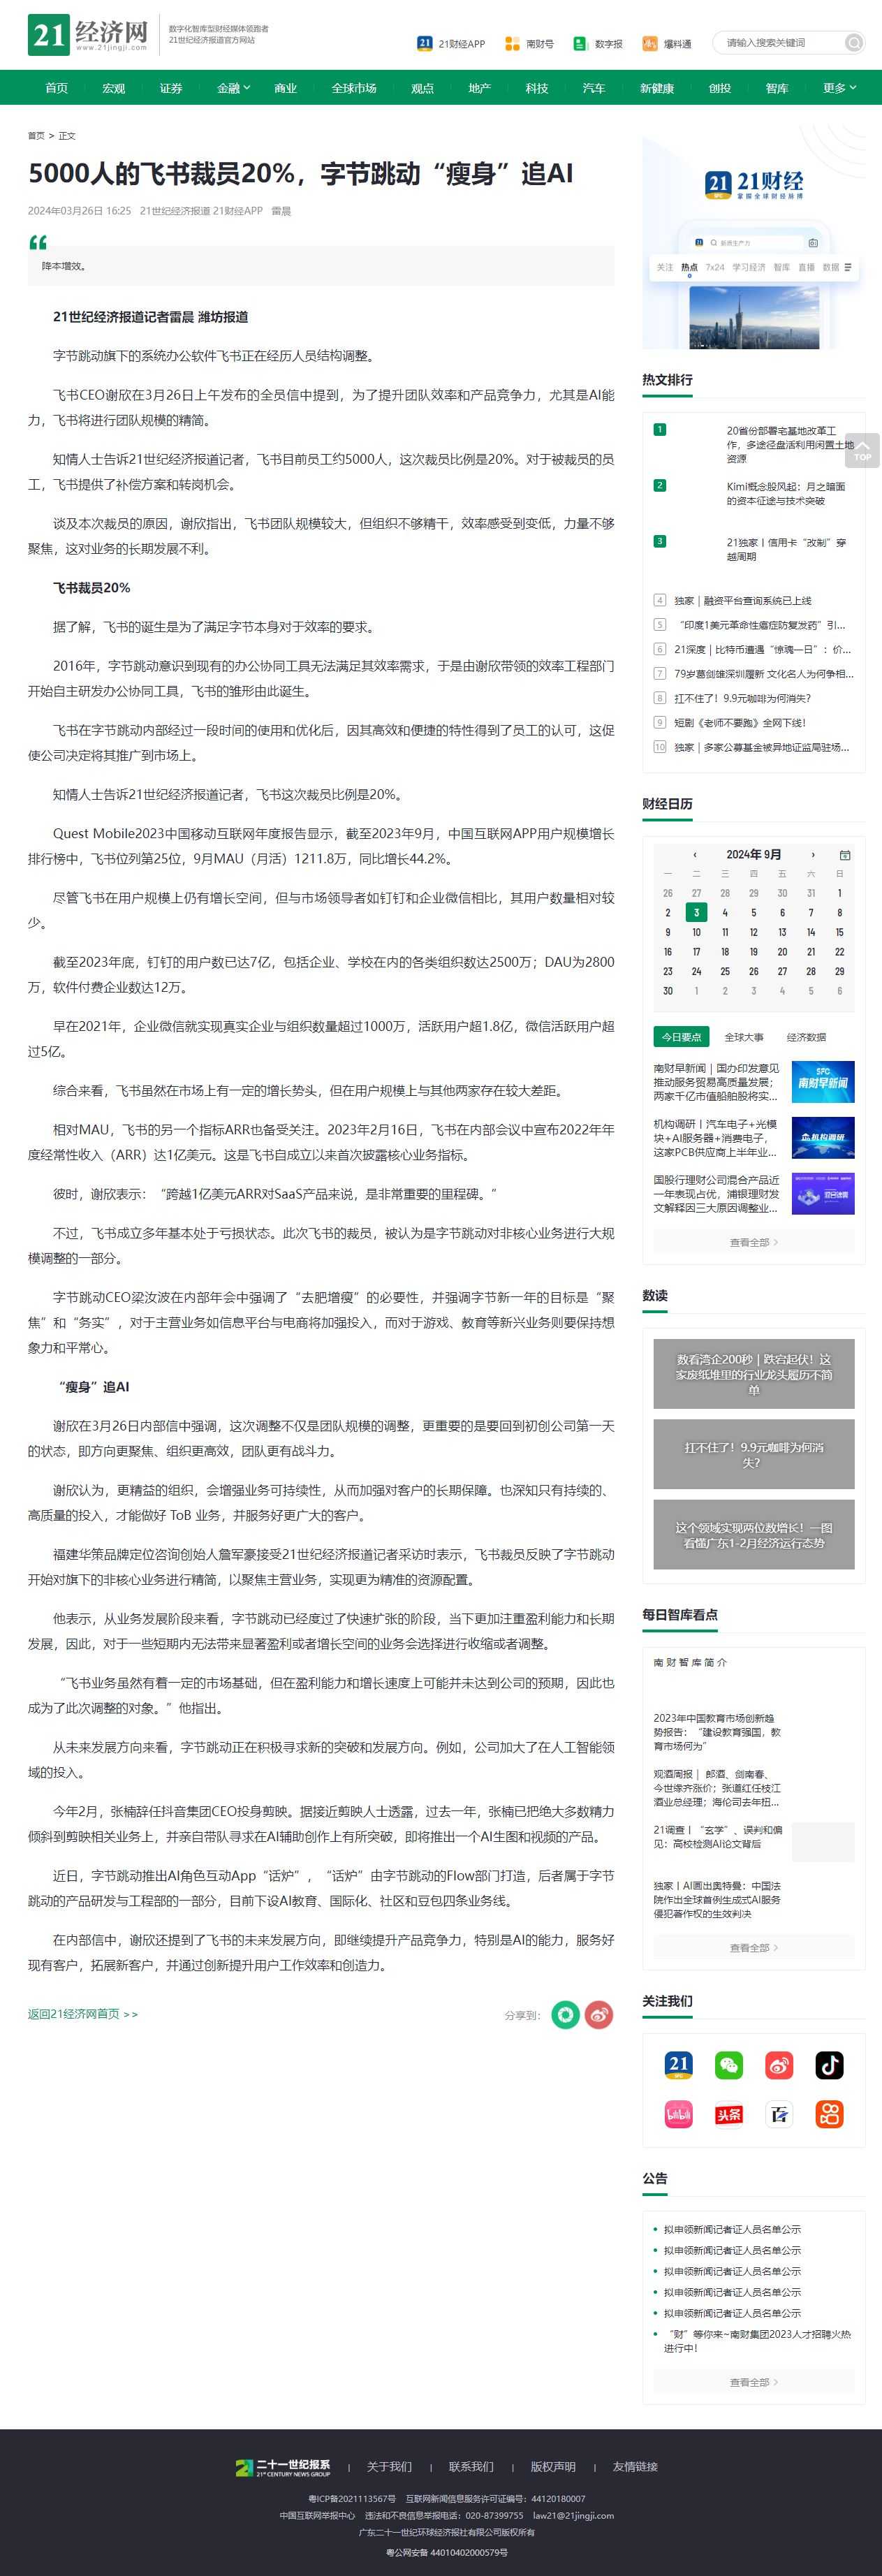 21 经济网
www.21jingji.com
数字化智库型财经媒体领跑者
21世纪经济报道官方网站
21财经APP
南财号
数字报
爆料通
请输入搜索关键词
首页 宏观 证券 金融 商业 全球市场 观点 地产 科技 汽车 新健康 创投 智库 更多
首页 > 正文
5000人的飞书裁员20%，字节跳动“瘦身”追AI
2024年03月26日 16:25 21世纪经济报道 21财经APP 雷晨
降本增效。
21世纪经济报道记者雷晨 潍坊报道
字节跳动旗下的系统办公软件飞书正在经历人员结构调整。
飞书CEO谢欣在3月26日上午发布的全员信中提到，为了提升团队效率和产品竞争力，尤其是AI能
力，飞书将进行团队规模的精简。
知情人士告诉21世纪经济报道记者，飞书目前员工约5000人，这次裁员比例是20%。对于被裁员的员
工，飞书提供了补偿方案和转岗机会。
谈及本次裁员的原因，谢欣指出，飞书团队规模较大，但组织不够精干，效率感受到变低，力量不够
聚焦，这对业务的长期发展不利。
飞书裁员20%
据了解，飞书的诞生是为了满足字节本身对于效率的要求。
2016年，字节跳动意识到现有的办公协同工具无法满足其效率需求，于是由谢欣带领的效率工程部门
开始自主研发办公协同工具，飞书的雏形由此诞生。
飞书在字节跳动内部经过一段时间的使用和优化后，因其高效和便捷的特性得到了员工的认可，这促
使公司决定将其推广到市场上。
知情人士告诉21世纪经济报道记者，飞书这次裁员比例是20%。
Quest Mobile2023中国移动互联网年度报告显示，截至2023年9月，中国互联网APP用户规模增长
排行榜中，飞书位列第25位，9月MAU（月活）1211.8万，同比增长44.2%。
尽管飞书在用户规模上仍有增长空间，但与市场领导者如钉钉和企业微信相比，其用户数量相对较
少。
截至2023年底，钉钉的用户数已达7亿，包括企业、学校在内的各类组织数达2500万；DAU为2800
万，软件付费企业数达12万。
早在2021年，企业微信就实现真实企业与组织数量超过1000万，活跃用户超1.8亿，微信活跃用户超
过5亿。
综合来看，飞书虽然在市场上有一定的增长势头，但在用户规模上与其他两家存在较大差距。
相对MAU，飞书的另一个指标ARR也备受关注。2023年2月16日，飞书在内部会议中宣布2022年年
度经常性收入（ARR）达1亿美元。这是飞书自成立以来首次披露核心业务指标。
彼时，谢欣表示：“跨越1亿美元ARR对SaaS产品来说，是非常重要的里程碑。”
不过，飞书成立多年基本处于亏损状态。此次飞书的裁员，被认为是字节跳动对非核心业务进行大规
模调整的一部分。
字节跳动CEO梁汝波在内部年会中强调了“去肥增瘦”的必要性，并强调字节新一年的目标是“聚
焦”和“务实”，对于主营业务如信息平台与电商将加强投入，而对于游戏、教育等新兴业务则要保持想
象力和平常心。
“瘦身”追AI
谢欣在3月26日内部信中强调，这次调整不仅是团队规模的调整，更重要的是要回到初创公司第一天
的状态，即方向更聚焦、组织更高效，团队更有战斗力。
谢欣认为，更精益的组织，会增强业务可持续性，从而加强对客户的长期保障。也深知只有持续的、
高质量的投入，才能做好 ToB 业务，并服务好更广大的客户。
福建华策品牌定位咨询创始人詹军豪接受21世纪经济报道记者采访时表示，飞书裁员反映了字节跳动
开始对旗下的非核心业务进行精简，以聚焦主营业务，实现更为精准的资源配置。
他表示，从业务发展阶段来看，字节跳动已经度过了快速扩张的阶段，当下更加注重盈利能力和长期
发展，因此，对于一些短期内无法带来显著盈利或者增长空间的业务会选择进行收缩或者调整。
“飞书业务虽然有着一定的市场基础，但在盈利能力和增长速度上可能并未达到公司的预期，因此也
成为了此次调整的对象。”他指出。
从未来发展方向来看，字节跳动正在积极寻求新的突破和发展方向。例如，公司加大了在人工智能领
域的投入。
今年2月，张楠辞任抖音集团CEO投身剪映。据接近剪映人士透露，过去一年，张楠已把绝大多数精力
倾斜到剪映相关业务上，并亲自带队寻求在AI辅助创作上有所突破，即将推出一个AI生图和视频的产品。
近日，字节跳动推出AI角色互动App“话炉”，“话炉”由字节跳动的Flow部门打造，后者属于字节
跳动的产品研发与工程部的一部分，目前下设AI教育、国际化、社区和豆包四条业务线。
在内部信中，谢欣还提到了飞书的未来发展方向，即继续提升产品竞争力，特别是AI的能力，服务好
现有客户，拓展新客户，并通过创新提升用户工作效率和创造力。
返回21经济网首页 >>
分享到：
21财经
掌握全球财经脉搏
新质生产力
关注 热点 7x24 学习经济 智库 直播 数据
热文排行
1 20省份部署宅基地改革工
作，多途径盘活利用闲置土地
资源
TOP
2 Kimi概念股风起：月之暗面
的资本征途与技术突破
3 21独家丨信用卡“改制”穿
越周期
4 独家｜融资平台查询系统已上线
5 “印度1美元革命性癌症防复发药”引...
6 21深度｜比特币遭遇“惊魂一日”：价...
7 79岁葛剑雄深圳履新 文化名人为何争相...
8 扛不住了！9.9元咖啡为何消失？
9 短剧《老师不要跑》全网下线！
10 独家｜多家公募基金被异地证监局驻场...
财经日历
‹ 2024年 9月 ›
一 二 三 四 五 六 日
26 27 28 29 30 31 1
2 3 4 5 6 7 8
9 10 11 12 13 14 15
16 17 18 19 20 21 22
23 24 25 26 27 28 29
30 1 2 3 4 5 6
今日要点 全球大事 经济数据
南财早新闻｜国办印发意见
推动服务贸易高质量发展；
两家千亿市值船舶股将实...
SFC
南财早新闻
机构调研丨汽车电子+光模
块+AI服务器+消费电子，
这家PCB供应商上半年业...
机构调研
国股行理财公司混合产品近
一年表现占优，浦银理财发
文解释因三大原因调整业...
查看全部
数读
数看湾企200秒｜跌宕起伏！这
家废纸堆里的行业龙头履历不简
单
扛不住了！9.9元咖啡为何消
失？
这个领域实现两位数增长！一图
看懂广东1-2月经济运行态势
每日智库看点
南财智库简介
2023年中国教育市场创新趋
势报告：“建设教育强国，教
育市场何为”
观酒周报｜ 郎酒、剑南春、
今世缘齐涨价；张道红任枝江
酒业总经理；海伦司去年扭...
21调查丨“玄学”、误判和偏
见：高校检测AI论文背后
独家丨AI画出奥特曼：中国法
院作出全球首例生成式AI服务
侵犯著作权的生效判决
查看全部
关注我们
21
bilibili
头条
百
公告
拟申领新闻记者证人员名单公示
拟申领新闻记者证人员名单公示
拟申领新闻记者证人员名单公示
拟申领新闻记者证人员名单公示
拟申领新闻记者证人员名单公示
“财”等你来~南财集团2023人才招聘火热
进行中！
查看全部
二十一世纪报系
21st CENTURY NEWS GROUP
| 关于我们 | 联系我们 | 版权声明 | 友情链接
粤ICP备2021113567号 互联网新闻信息服务许可证编号：44120180007
中国互联网举报中心 违法和不良信息举报电话：020-87399755 law21@21jingji.com
广东二十一世纪环球经济报社有限公司版权所有
粤公网安备 44010402000579号